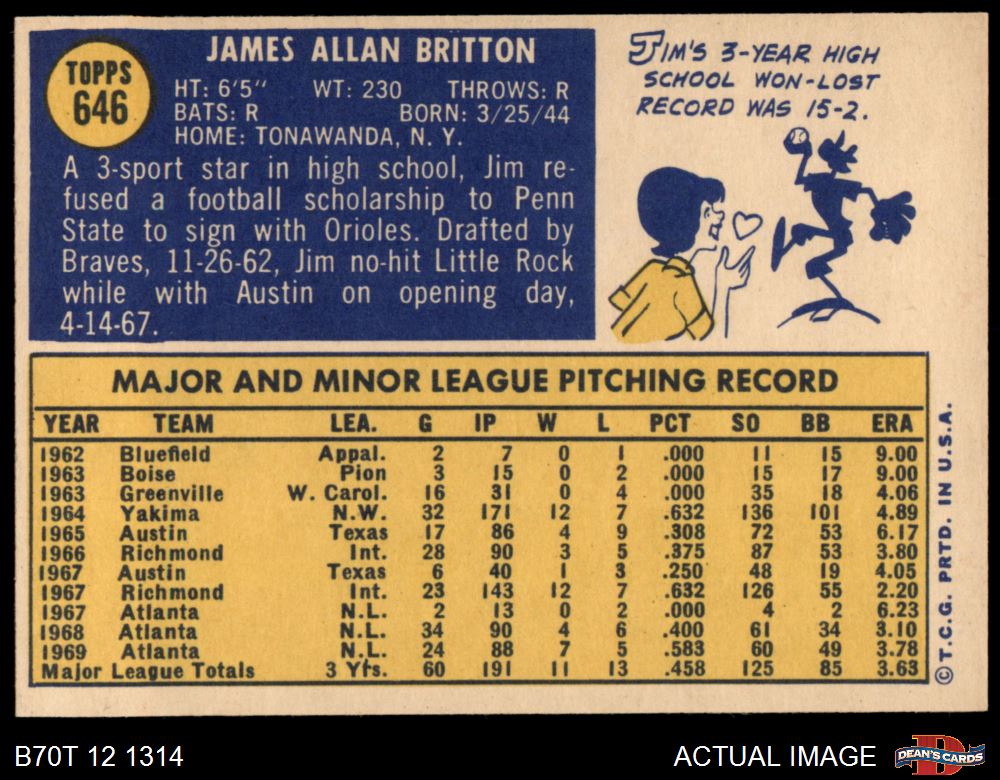 TOPPS
646
JAMES ALLAN BRITTON
HT: 6'5" WT: 230 THROWS: R
BATS: R BORN: 3/25/44
HOME: TONAWANDA, N. Y.
A 3-sport star in high school, Jim re-
fused a football scholarship to Penn
State to sign with Orioles. Drafted by
Braves, 11-26-62, Jim no-hit Little Rock
while with Austin on opening day,
4-14-67.
JIM'S 3-YEAR HIGH
SCHOOL WON-LOST
RECORD WAS 15-2.
MAJOR AND MINOR LEAGUE PITCHING RECORD
YEAR TEAM LEA. G IP W L PCT SO BB ERA
1962 Bluefield Appal. 2 7 0 1 .000 11 15 9.00
1963 Boise Pion 3 15 0 2 .000 15 17 9.00
1963 Greenville W. Carol. 16 31 0 4 .000 35 18 4.06
1964 Yakima N.W. 32 171 12 7 .632 136 101 4.89
1965 Austin Texas 17 86 4 9 .308 72 53 6.17
1966 Richmond Int. 28 90 3 5 .375 87 53 3.80
1967 Austin Texas 6 40 1 3 .250 48 19 4.05
1967 Richmond Int. 23 143 12 7 .632 126 55 2.20
1967 Atlanta N.L. 2 13 0 2 .000 4 2 6.23
1968 Atlanta N.L. 34 90 4 6 .400 61 34 3.10
1969 Atlanta N.L. 24 88 7 5 .583 60 49 3.78
Major League Totals 3 Yrs. 60 191 11 13 .458 125 85 3.63
©T.C.G. PRTD. IN U.S.A.
B70T 12 1314
ACTUAL IMAGE
D
DEAN'S CARDS